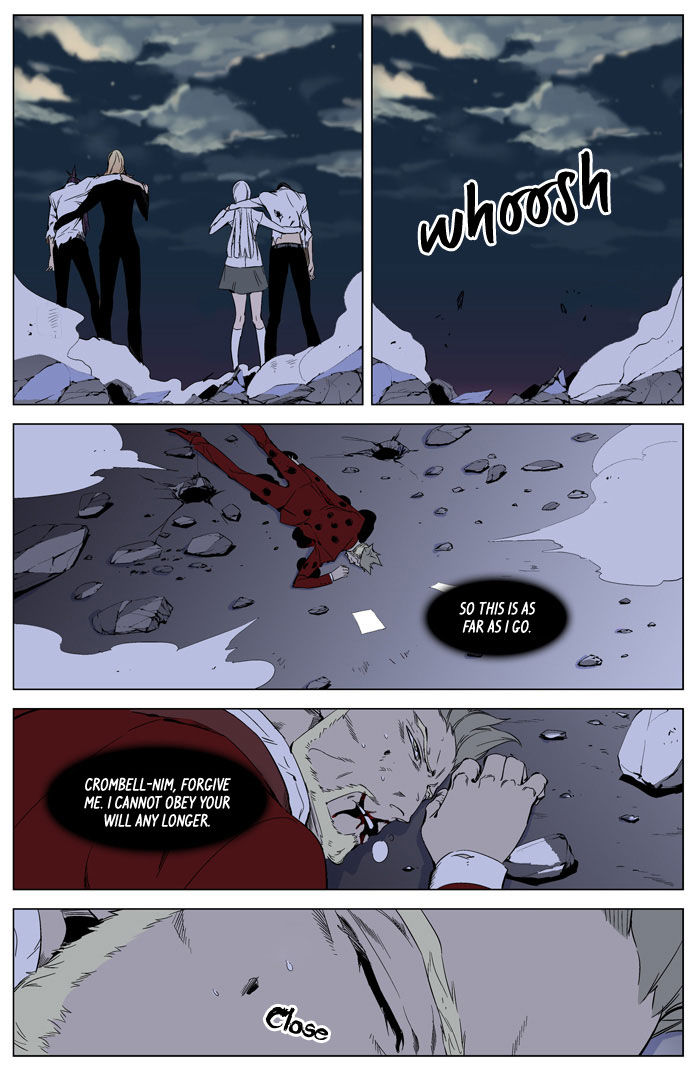 whoosh
SO THIS IS AS
FAR AS I GO.
CROMBELL-NIM, FORGIVE
ME. I CANNOT OBEY YOUR
WILL ANY LONGER.
Close